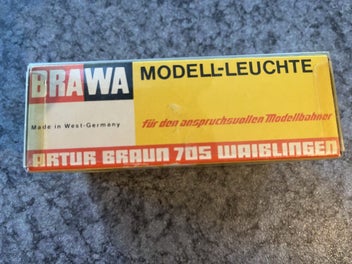 BRAWA
MODELL-LEUCHTE
Made in West-Germany
für den anspruchsvollen Modellbahner
ARTUR BRAUN 705 WAIBLINGEN